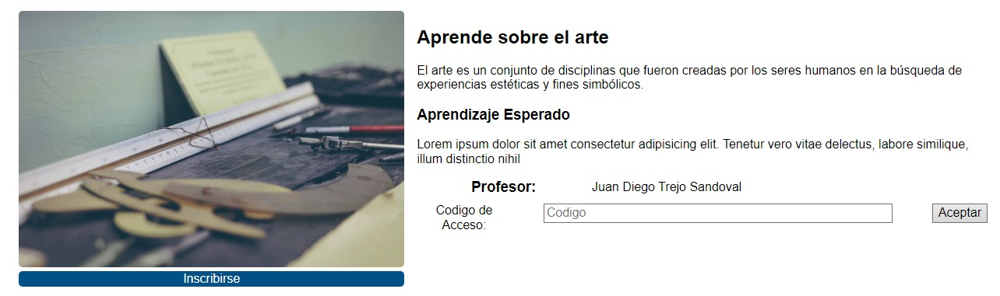 Aprende sobre el arte
El arte es un conjunto de disciplinas que fueron creadas por los seres humanos en la búsqueda de
experiencias estéticas y fines simbólicos.
Aprendizaje Esperado
Lorem ipsum dolor sit amet consectetur adipisicing elit. Tenetur vero vitae delectus, labore similique,
illum distinctio nihil
Profesor: Juan Diego Trejo Sandoval
Codigo de
Acceso:
Codigo
Aceptar
Inscribirse